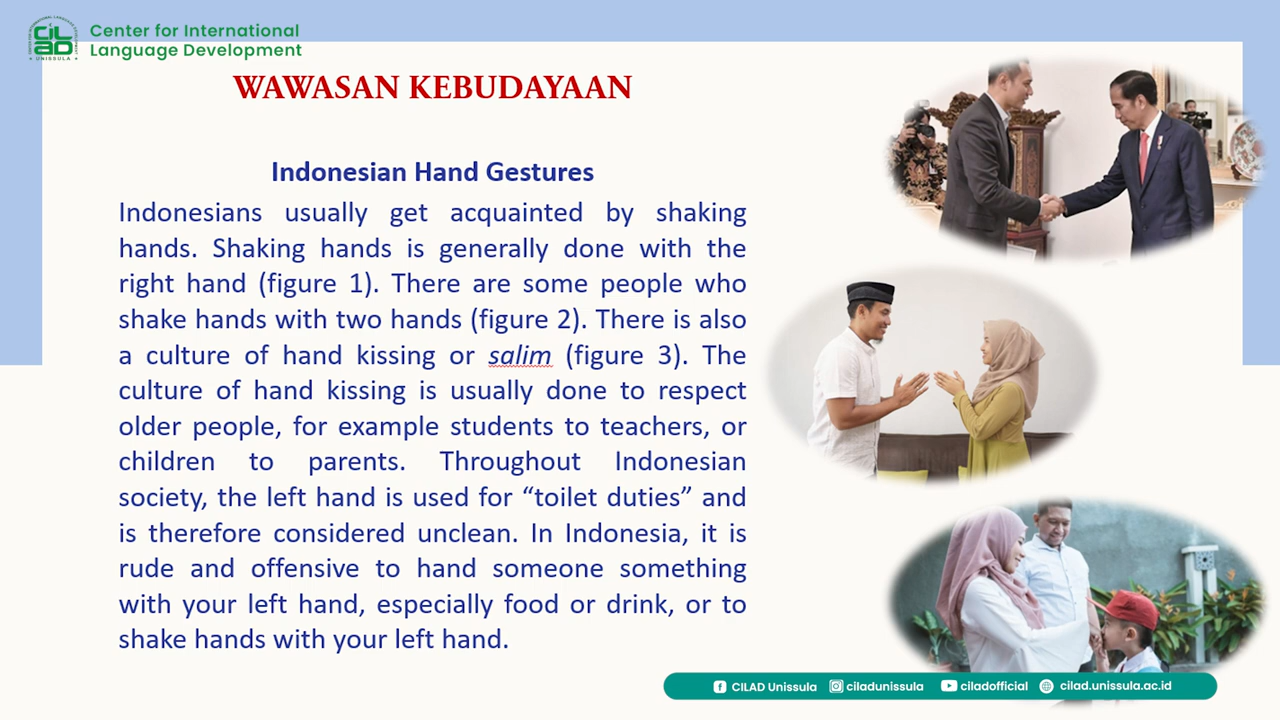 CILAD
UNISSULA
Center for International
Language Development
WAWASAN KEBUDAYAAN
Indonesian Hand Gestures
Indonesians usually get acquainted by shaking
hands. Shaking hands is generally done with the
right hand (figure 1). There are some people who
shake hands with two hands (figure 2). There is also
a culture of hand kissing or salim (figure 3). The
culture of hand kissing is usually done to respect
older people, for example students to teachers, or
children to parents. Throughout Indonesian
society, the left hand is used for “toilet duties” and
is therefore considered unclean. In Indonesia, it is
rude and offensive to hand someone something
with your left hand, especially food or drink, or to
shake hands with your left hand.
CILAD Unissula ciladunissula ciladofficial cilad.unissula.ac.id